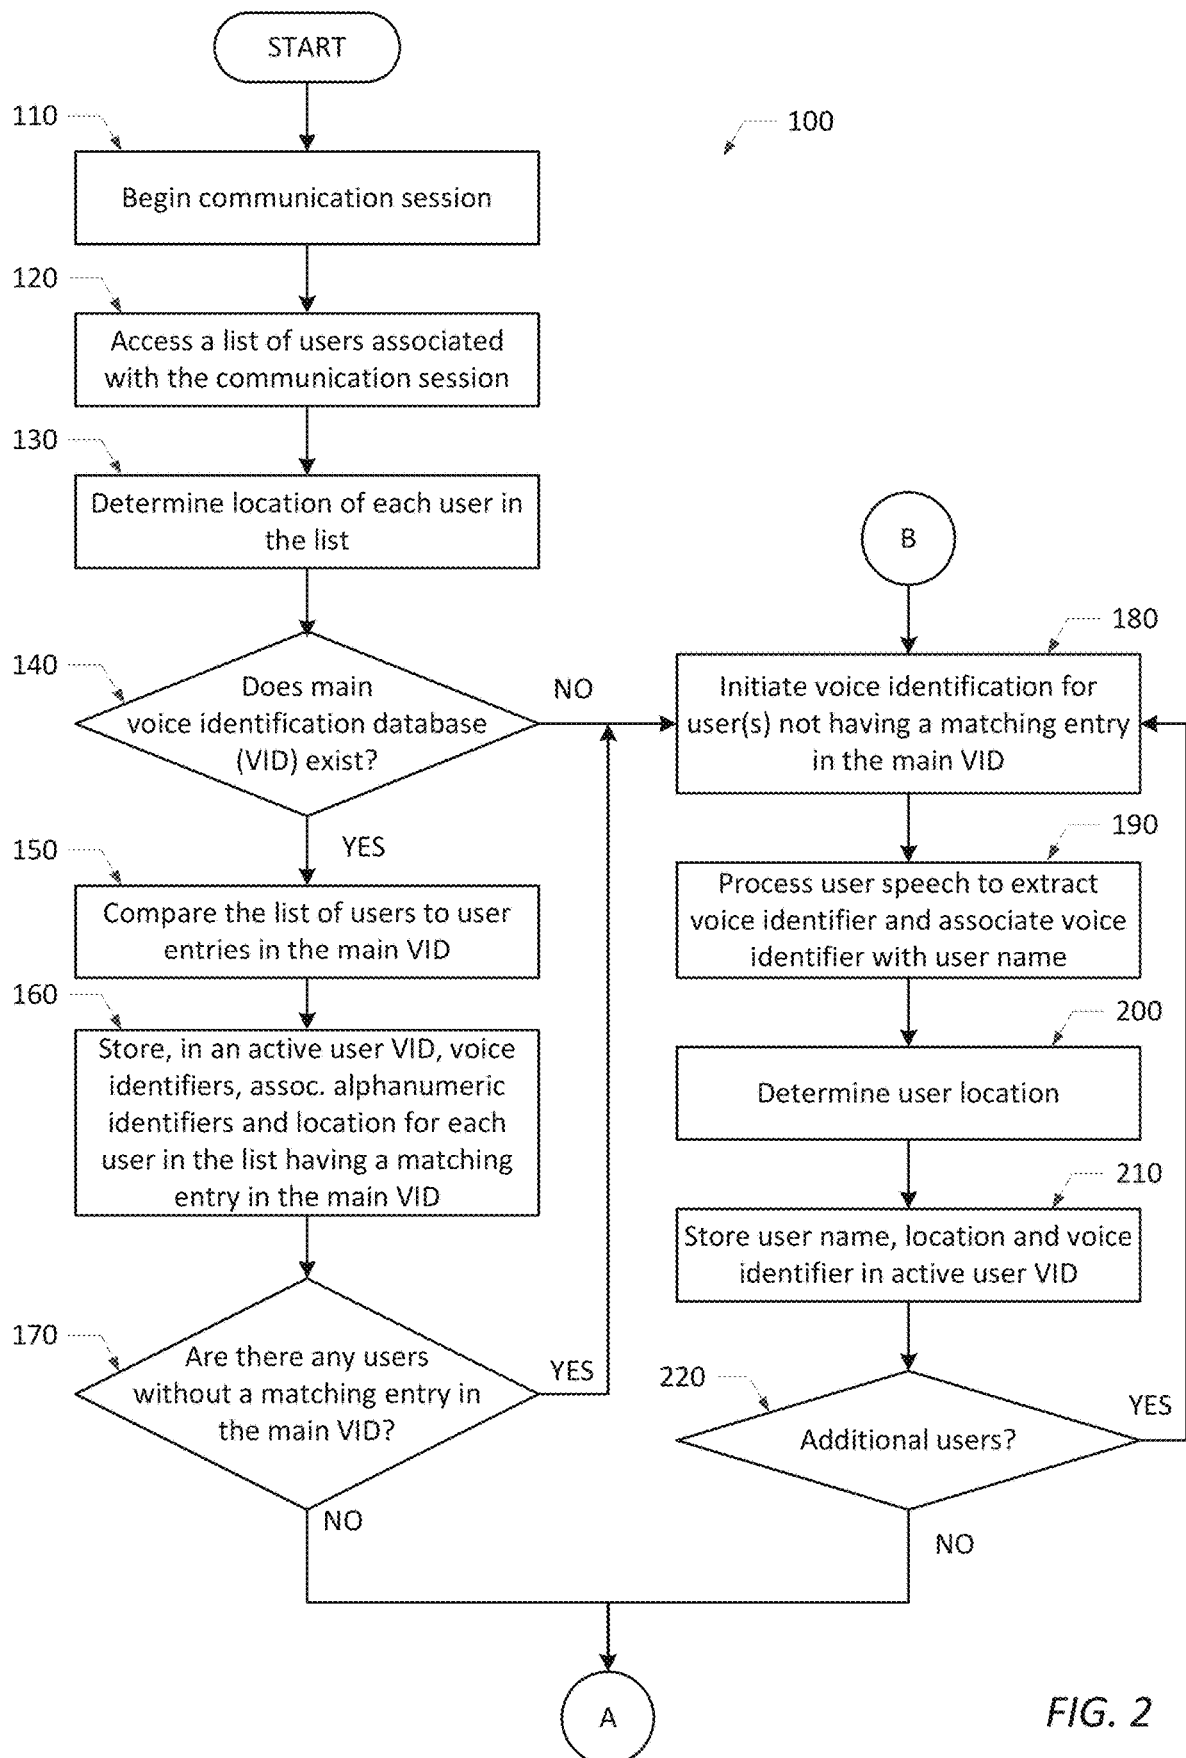 START
110
100
Begin communication session
120
Access a list of users associated
with the communication session
130
Determine location of each user in
the list
140
Does main
voice identification database
(VID) exist?
NO
YES
150
Compare the list of users to user
entries in the main VID
160
Store, in an active user VID, voice
identifiers, assoc. alphanumeric
identifiers and location for each
user in the list having a matching
entry in the main VID
170
Are there any users
without a matching entry in
the main VID?
YES
NO
B
180
Initiate voice identification for
user(s) not having a matching entry
in the main VID
190
Process user speech to extract
voice identifier and associate voice
identifier with user name
200
Determine user location
210
Store user name, location and voice
identifier in active user VID
220
Additional users?
YES
NO
A
FIG. 2